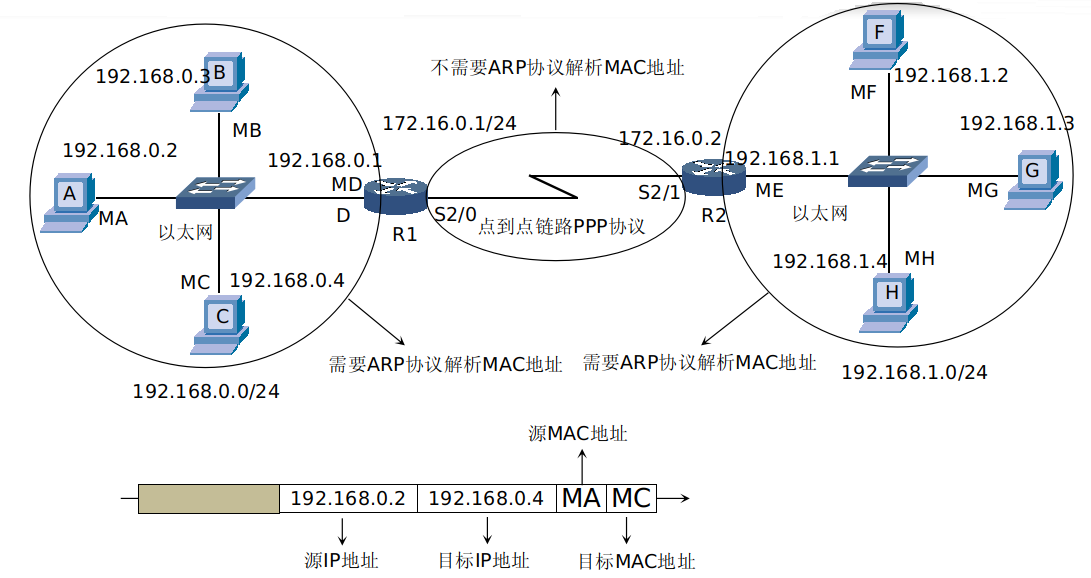 F
B
192.168.0.3
不需要ARP协议解析MAC地址
192.168.1.2
MF
MB
172.16.0.1/24
172.16.0.2
192.168.1.3
192.168.0.2
192.168.0.1
192.168.1.1
A
MD
S2/1
ME
MG
G
MA
D
S2/0
R2
以太网
以太网
R1
点到点链路PPP协议
MC
192.168.0.4
192.168.1.4
MH
C
H
需要ARP协议解析MAC地址
需要ARP协议解析MAC地址
192.168.0.0/24
192.168.1.0/24
源MAC地址
192.168.0.2 192.168.0.4 MA MC
源IP地址
目标IP地址
目标MAC地址